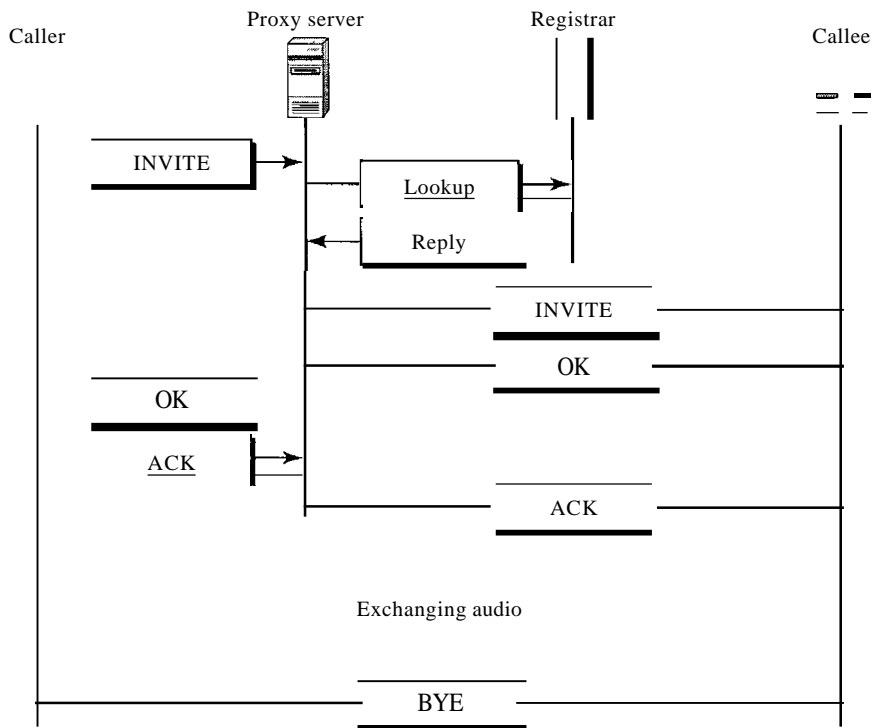 Proxy server
Registrar
Caller
Callee
INVITE
Lookup
Reply
INVITE
OK
OK
ACK
ACK
Exchanging audio
BYE